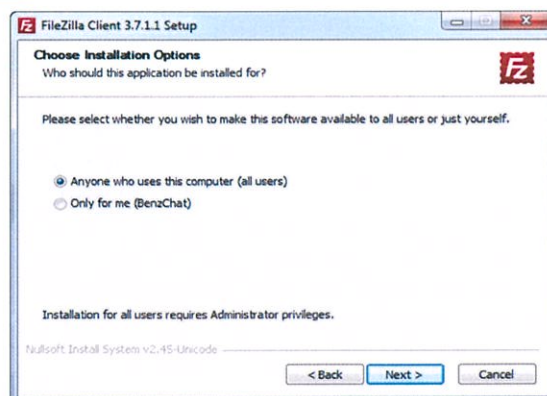 FileZilla Client 3.7.1.1 Setup
Choose Installation Options
Who should this application be installed for?
Fz
Please select whether you wish to make this software available to all users or just yourself.
Anyone who uses this computer (all users)
Only for me (BenzChat)
Installation for all users requires Administrator privileges.
Nullsoft Install System v2.45-Unicode
< Back Next > Cancel